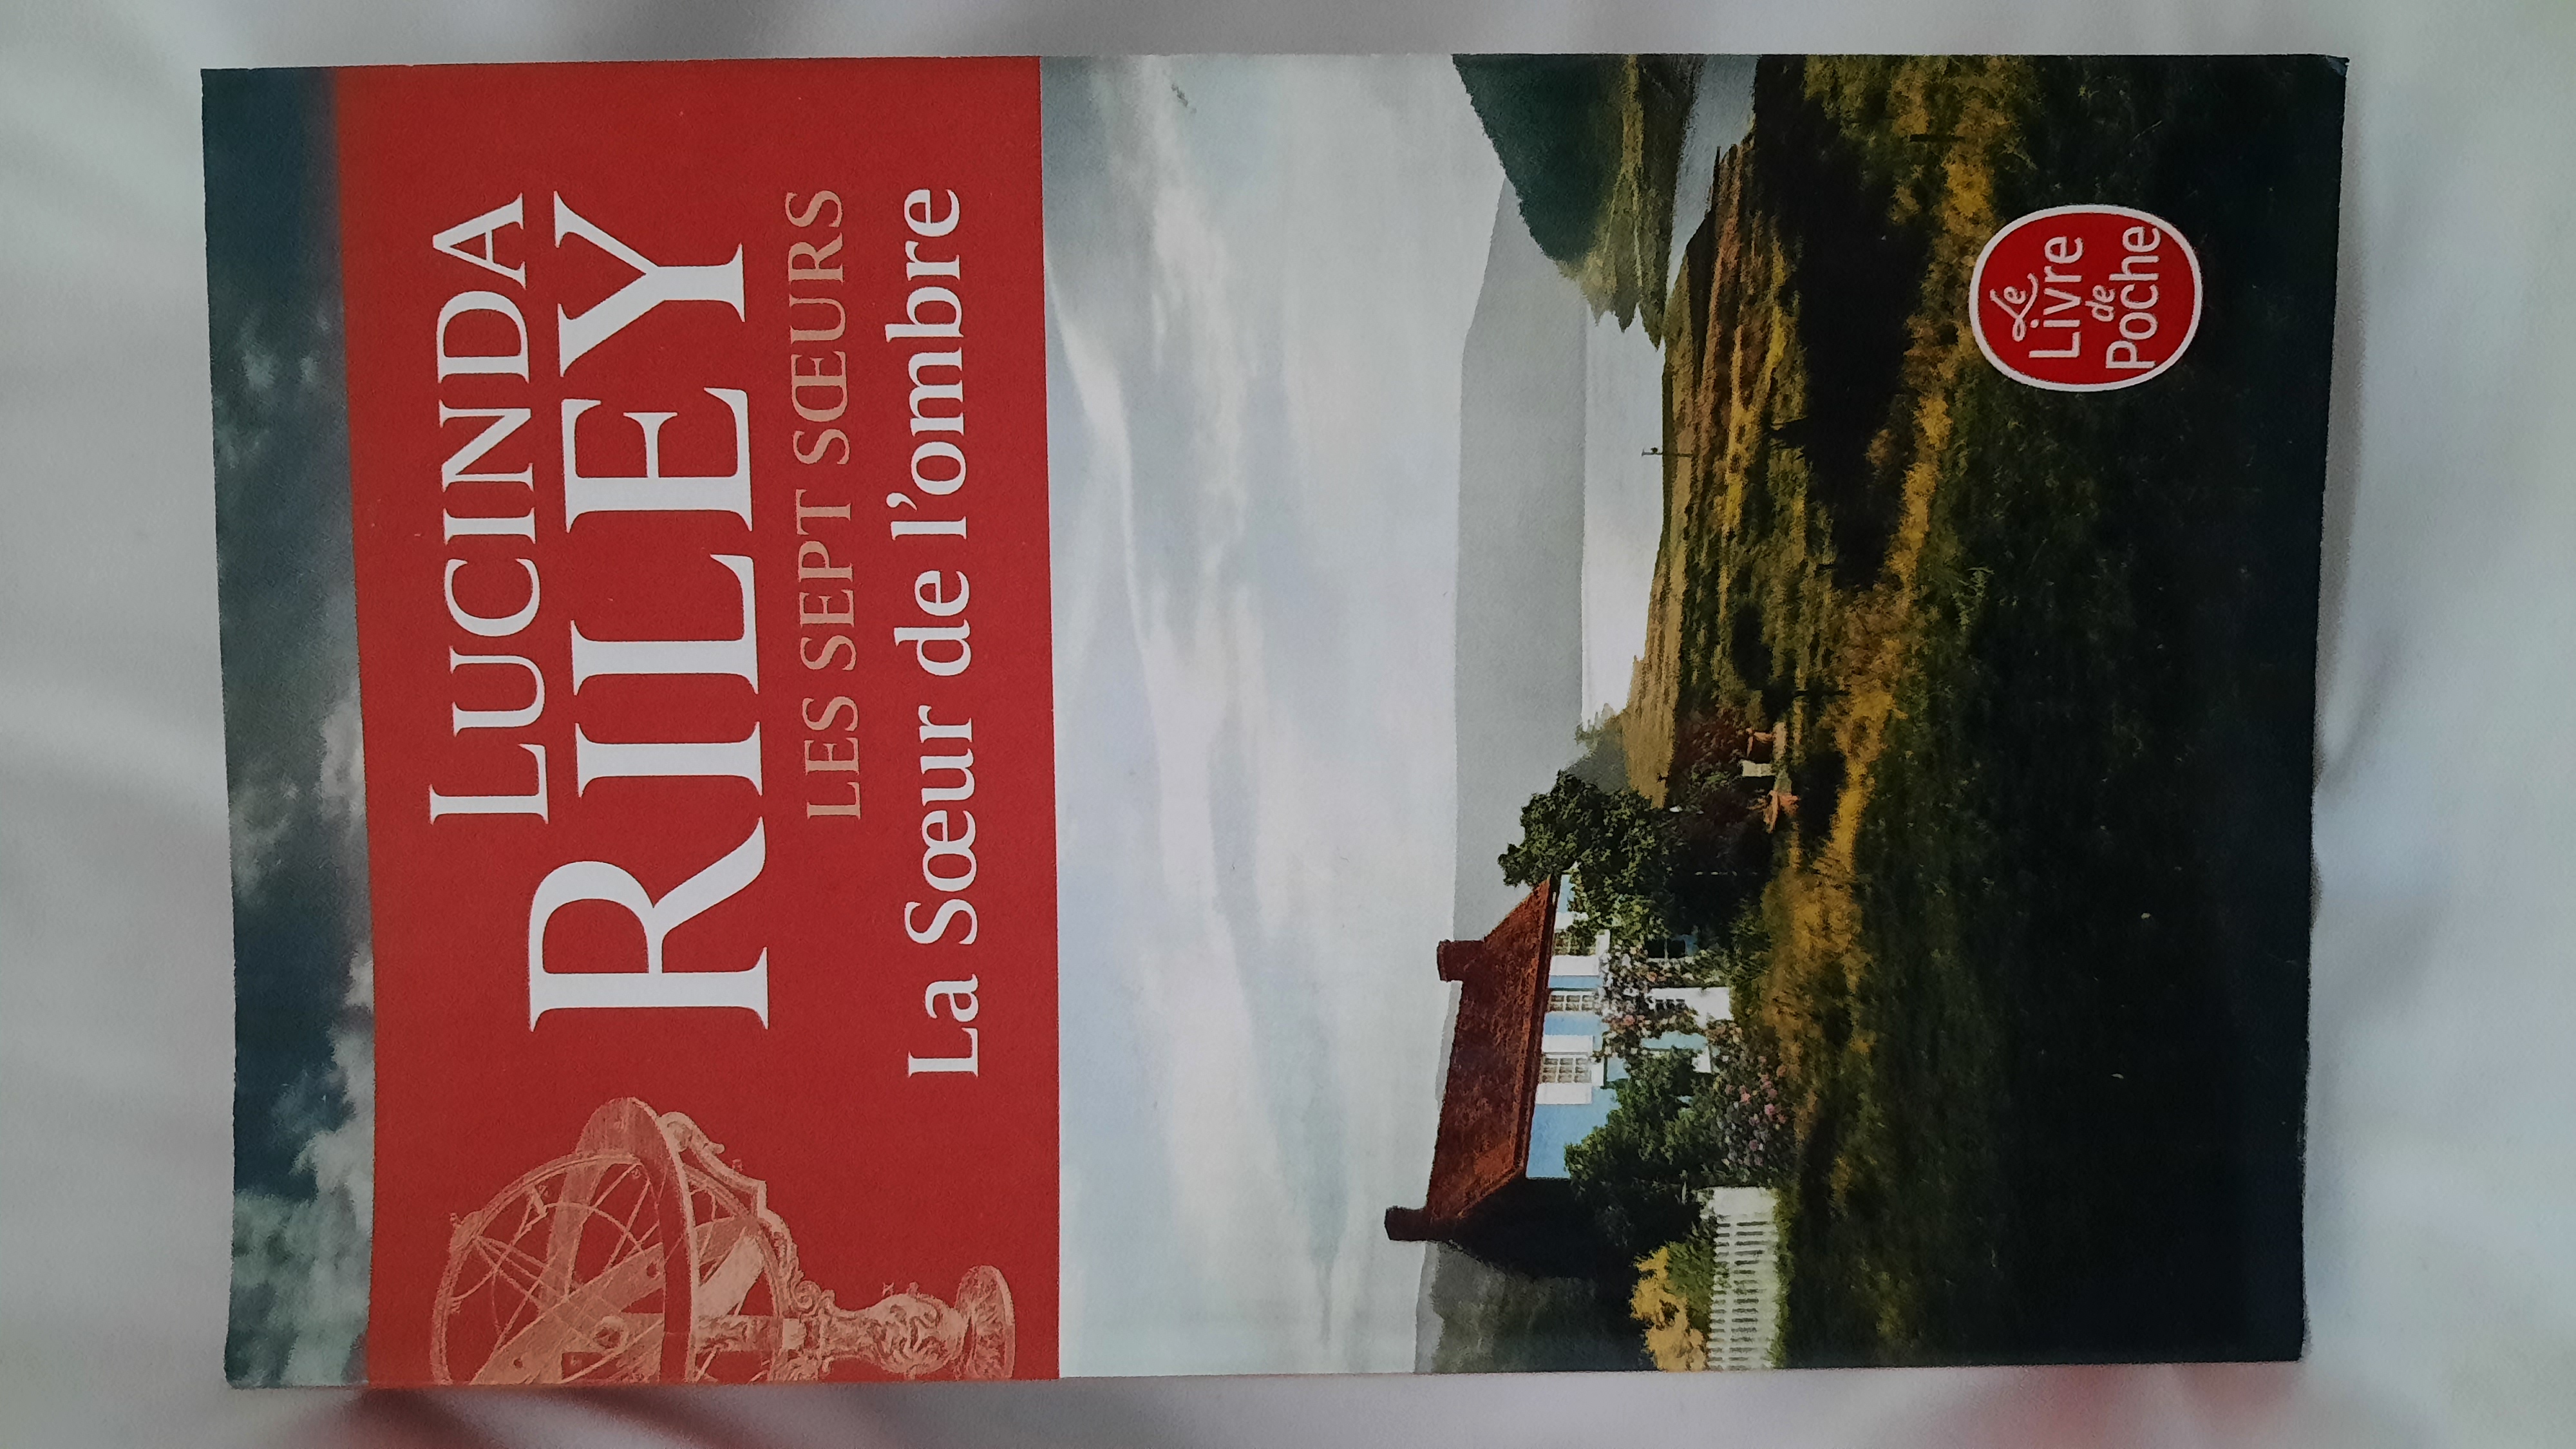 LUCINDA
RILEY
LES SEPT SŒURS
La Sœur de l'ombre
Le
Livre
de
Poche